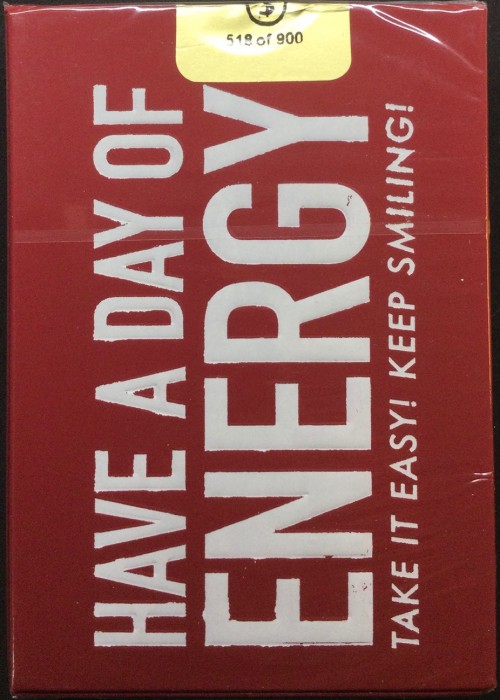 518 of 900
HAVE A DAY OF
ENERGY
TAKE IT EASY! KEEP SMILING!